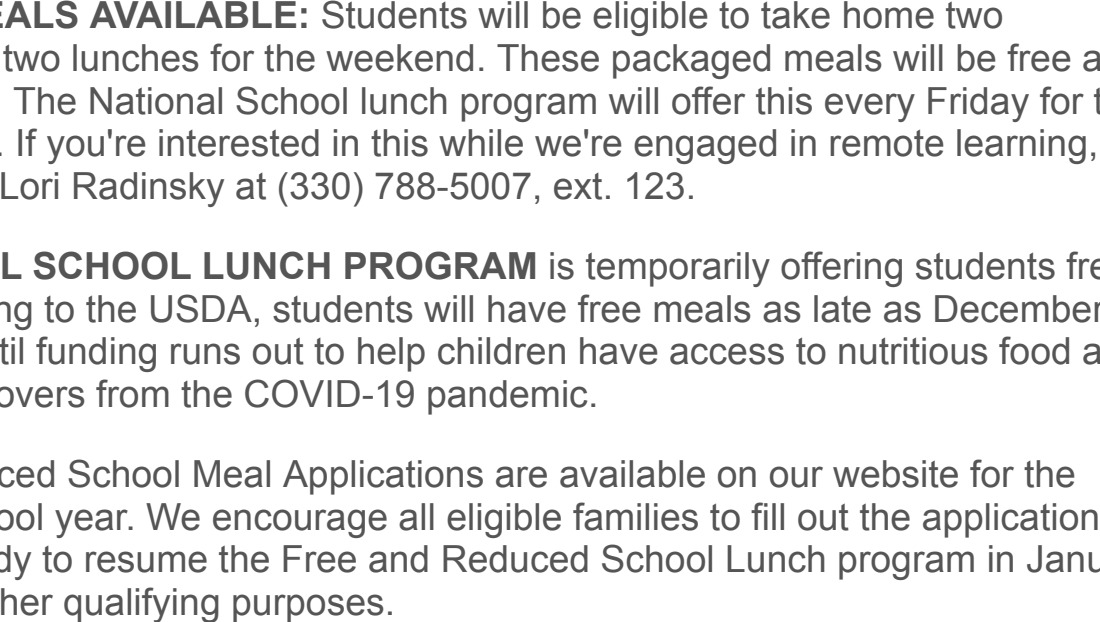 EALS AVAILABLE: Students will be eligible to take home two
two lunches for the weekend. These packaged meals will be free a
. The National School lunch program will offer this every Friday for t
. If you're interested in this while we're engaged in remote learning,
Lori Radinsky at (330) 788-5007, ext. 123.
L SCHOOL LUNCH PROGRAM is temporarily offering students fre
ng to the USDA, students will have free meals as late as December
til funding runs out to help children have access to nutritious food a
overs from the COVID-19 pandemic.
ced School Meal Applications are available on our website for the
ool year. We encourage all eligible families to fill out the application
dy to resume the Free and Reduced School Lunch program in Janu
her qualifying purposes.